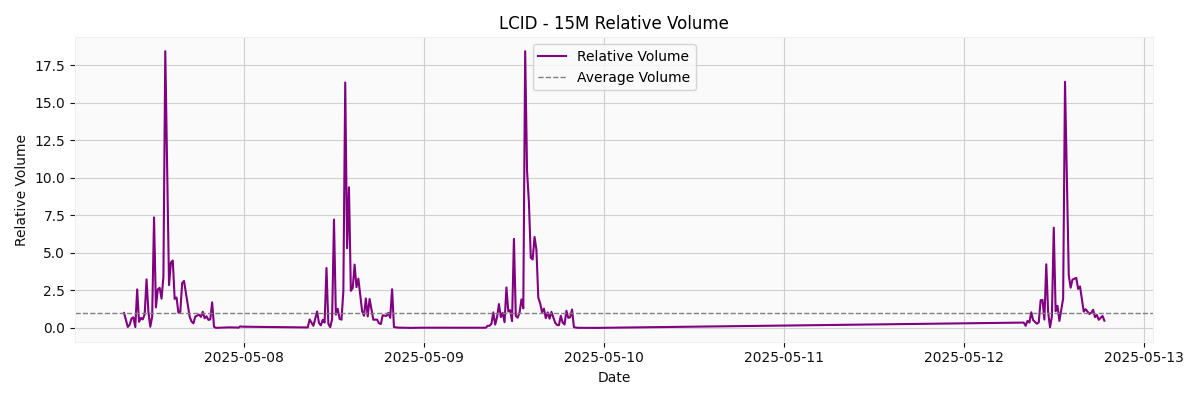 LCID - 15M Relative Volume
Relative Volume
Average Volume
Relative Volume
17.5
15.0
12.5
10.0
7.5
5.0
2.5
0.0
2025-05-08
2025-05-09
2025-05-10
2025-05-11
2025-05-12
2025-05-13
Date